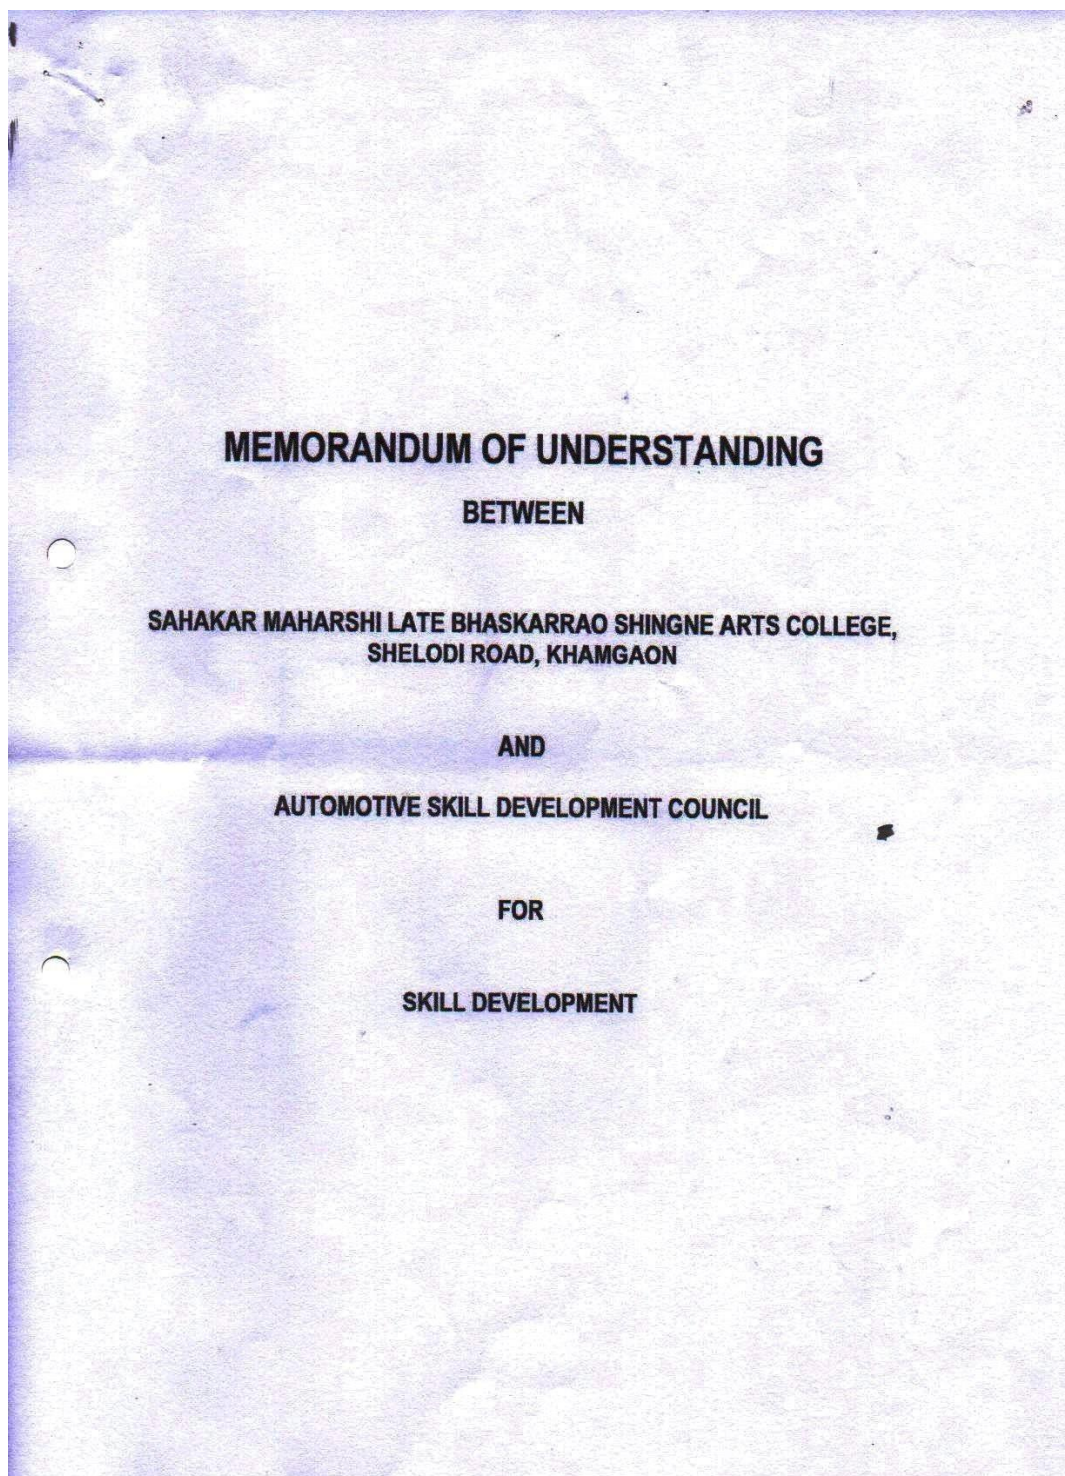 MEMORANDUM OF UNDERSTANDING
BETWEEN
SAHAKAR MAHARSHI LATE BHASKARRAO SHINGNE ARTS COLLEGE,
SHELODI ROAD, KHAMGAON
AND
AUTOMOTIVE SKILL DEVELOPMENT COUNCIL
FOR
SKILL DEVELOPMENT